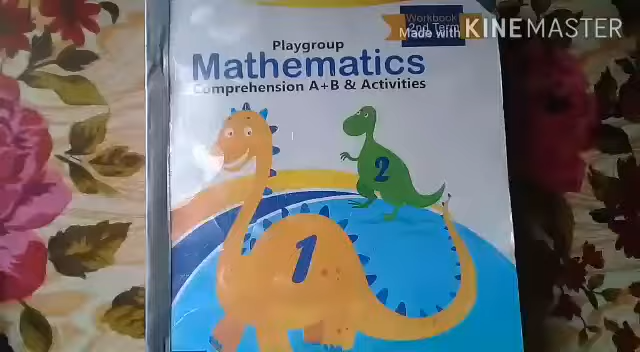 Workbook
2nd Term
Made with KINEMASTER
Playgroup
Mathematics
Comprehension A+B & Activities
2
1